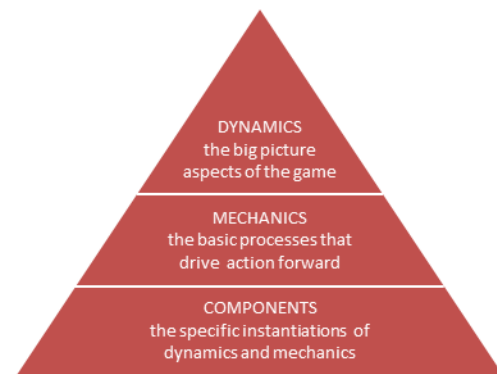 DYNAMICS
the big picture
aspects of the game
MECHANICS
the basic processes that
drive action forward
COMPONENTS
the specific instantiations of
dynamics and mechanics